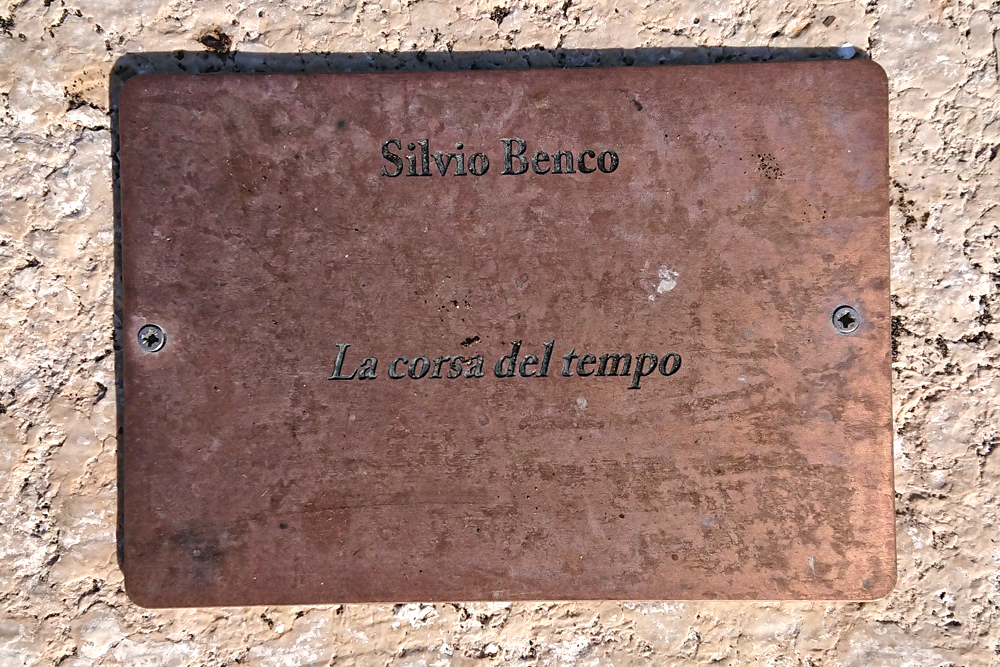 Silvio Benco
La corsa del tempo